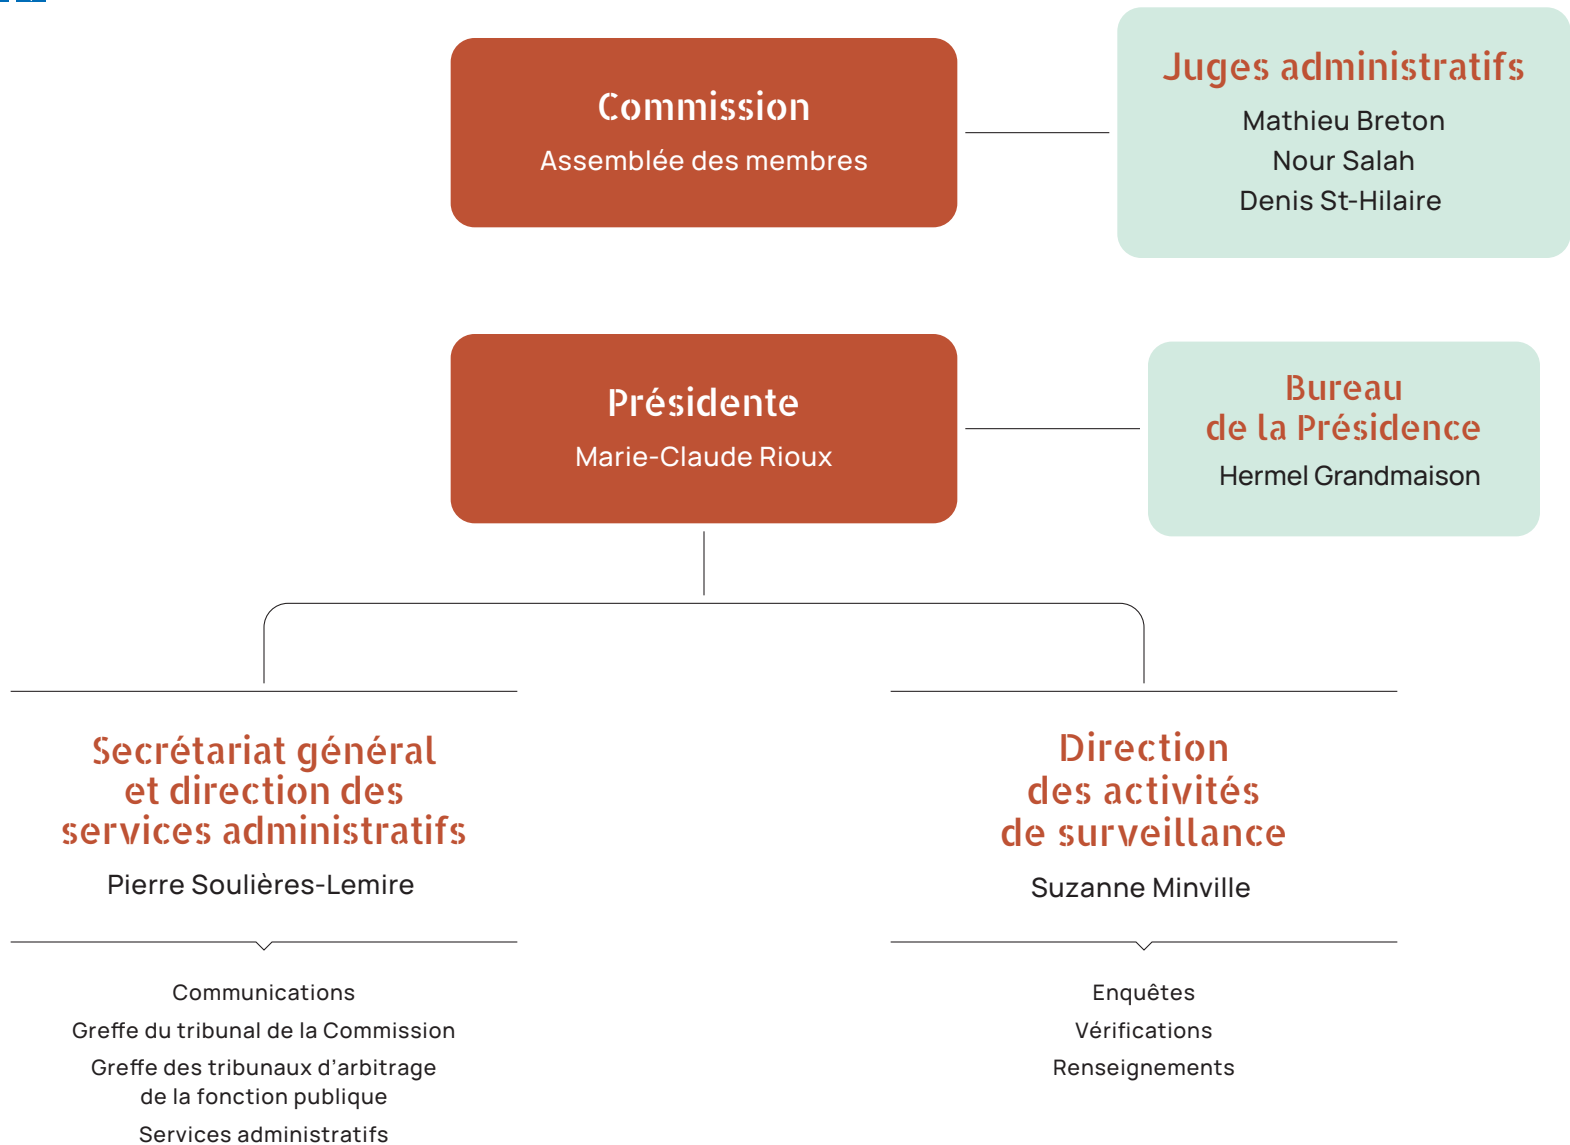 Commission
Assemblée des membres
Juges administratifs
Mathieu Breton
Nour Salah
Denis St-Hilaire
Présidente
Marie-Claude Rioux
Bureau
de la Présidence
Hermel Grandmaison
Secrétariat général
et direction des
services administratifs
Pierre Soulières-Lemire
Communications
Greffe du tribunal de la Commission
Greffe des tribunaux d’arbitrage
de la fonction publique
Services administratifs
Direction
des activités
de surveillance
Suzanne Minville
Enquêtes
Vérifications
Renseignements